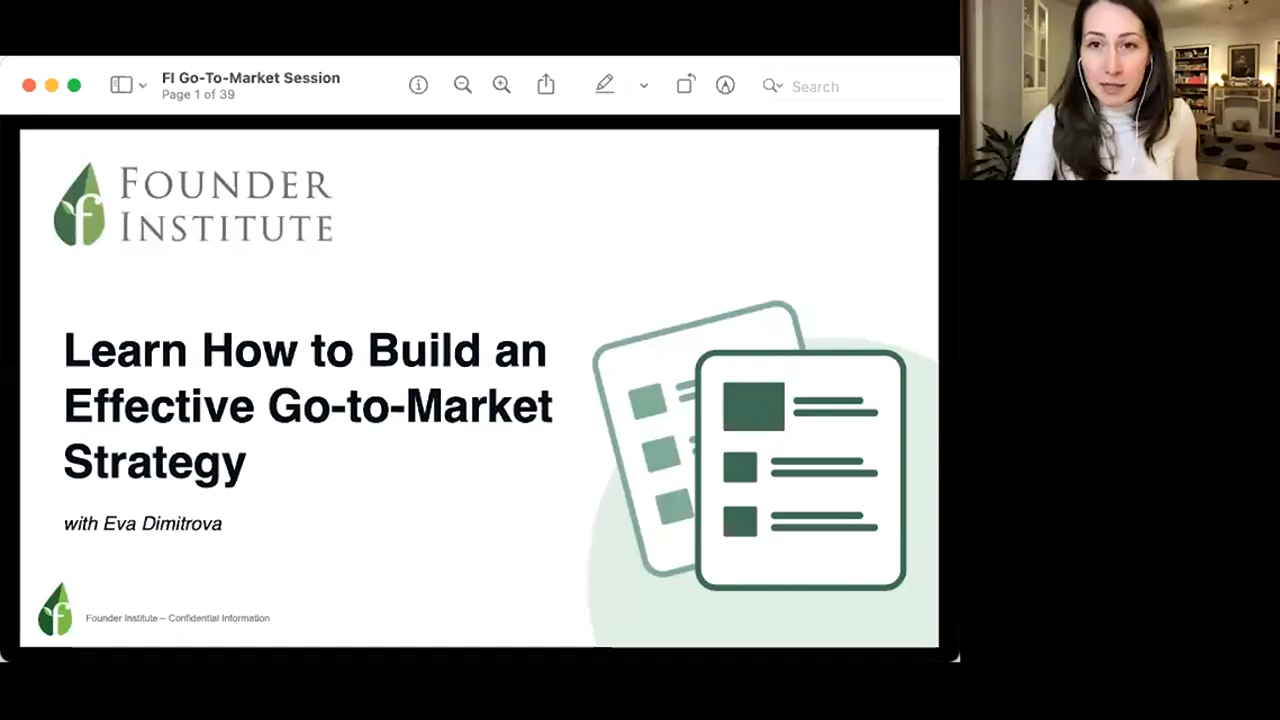 FI Go-To-Market Session
Page 1 of 39
Search
FOUNDER
INSTITUTE
Learn How to Build an
Effective Go-to-Market
Strategy
with Eva Dimitrova
Founder Institute – Confidential Information